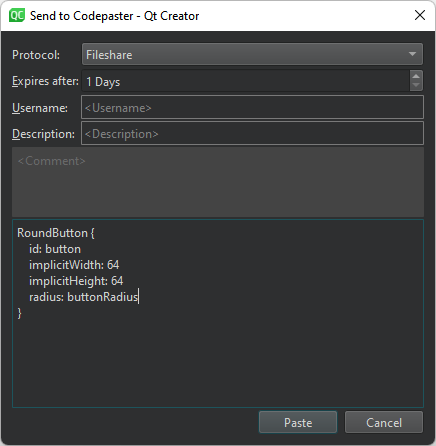 QC Send to Codepaster - Qt Creator
Protocol: Fileshare
Expires after: 1 Days
Username: <Username>
Description: <Description>
<Comment>
RoundButton {
    id: button
    implicitWidth: 64
    implicitHeight: 64
    radius: buttonRadius
}
Paste Cancel